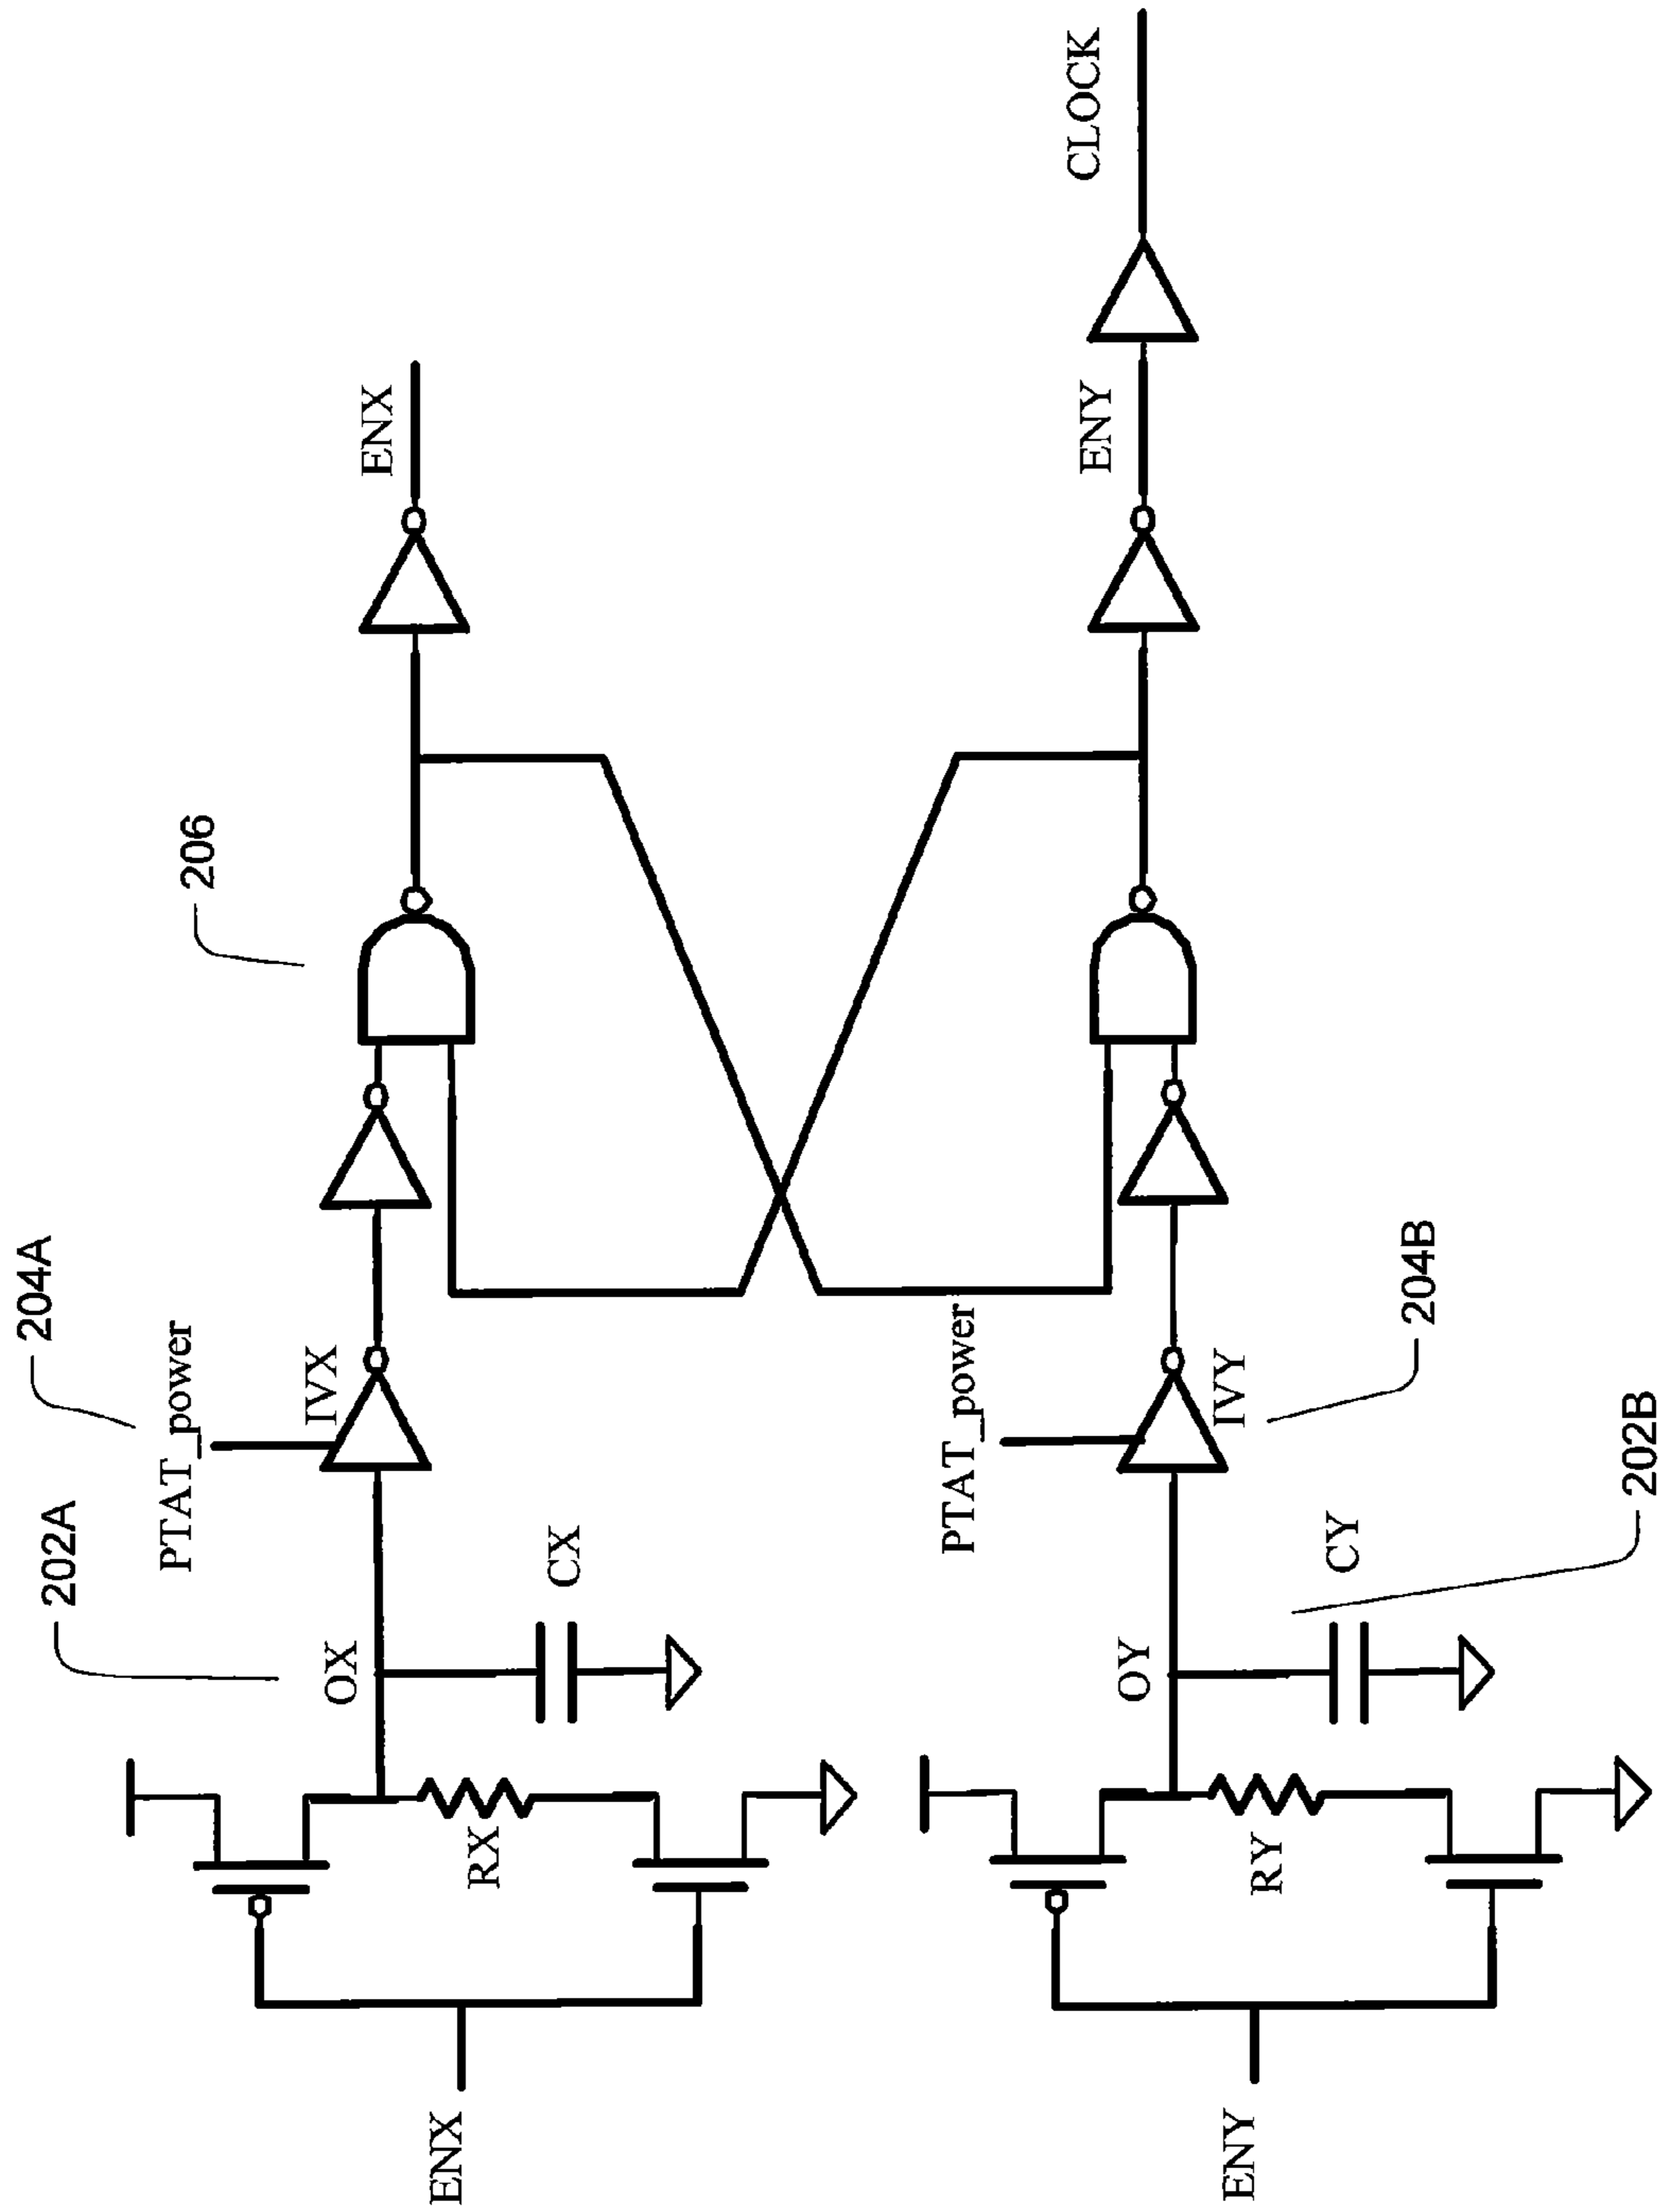 204A
206
202A
PTAT_power
IVX
ENX
OX
CX
RX
ENX
PTAT_power
CLOCK
ENY
OY
IVY
CY
RY
204B
ENY
202B